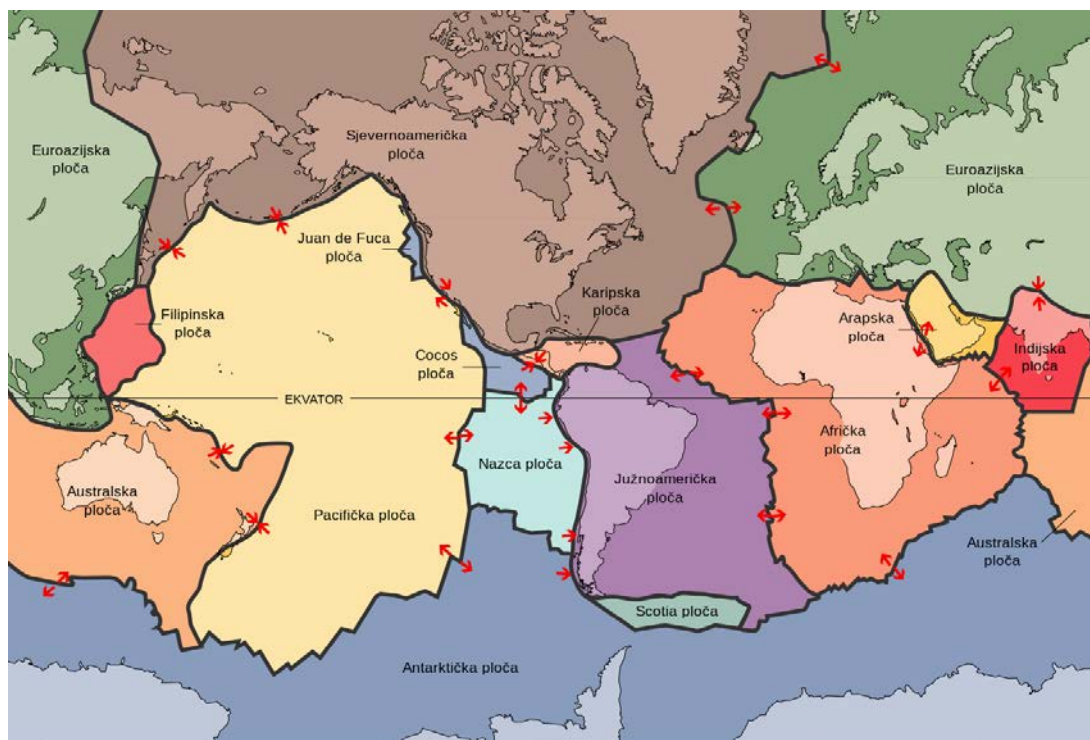 Euroazijska
ploča
Sjevernoamerička
ploča
Euroazijska
ploča
Juan de Fuca
ploča
Karipska
ploča
Filipinska
ploča
Arapska
ploča
Indijska
ploča
Cocos
ploča
EKVATOR
Afrička
ploča
Nazca ploča
Južnoamerička
ploča
Australska
ploča
Pacifička ploča
Australska
ploča
Scotia ploča
Antarktička ploča